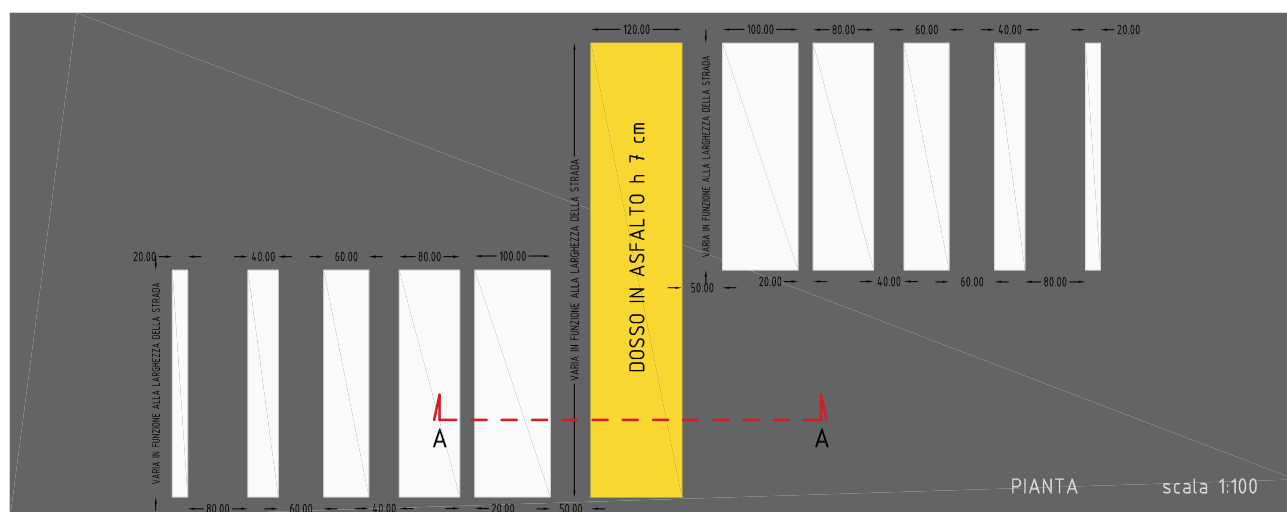 120.00
100.00
80.00
60.00
40.00
20.00
VARIA IN FUNZIONE ALLA LARGHEZZA DELLA STRADA
DOSSO IN ASFALTO h 7 cm
VARIA IN FUNZIONE ALLA LARGHEZZA DELLA STRADA
50.00
20.00
40.00
60.00
80.00
20.00
40.00
60.00
80.00
100.00
VARIA IN FUNZIONE ALLA LARGHEZZA DELLA STRADA
A
A
80.00
60.00
40.00
20.00
50.00
PIANTA
scala 1:100